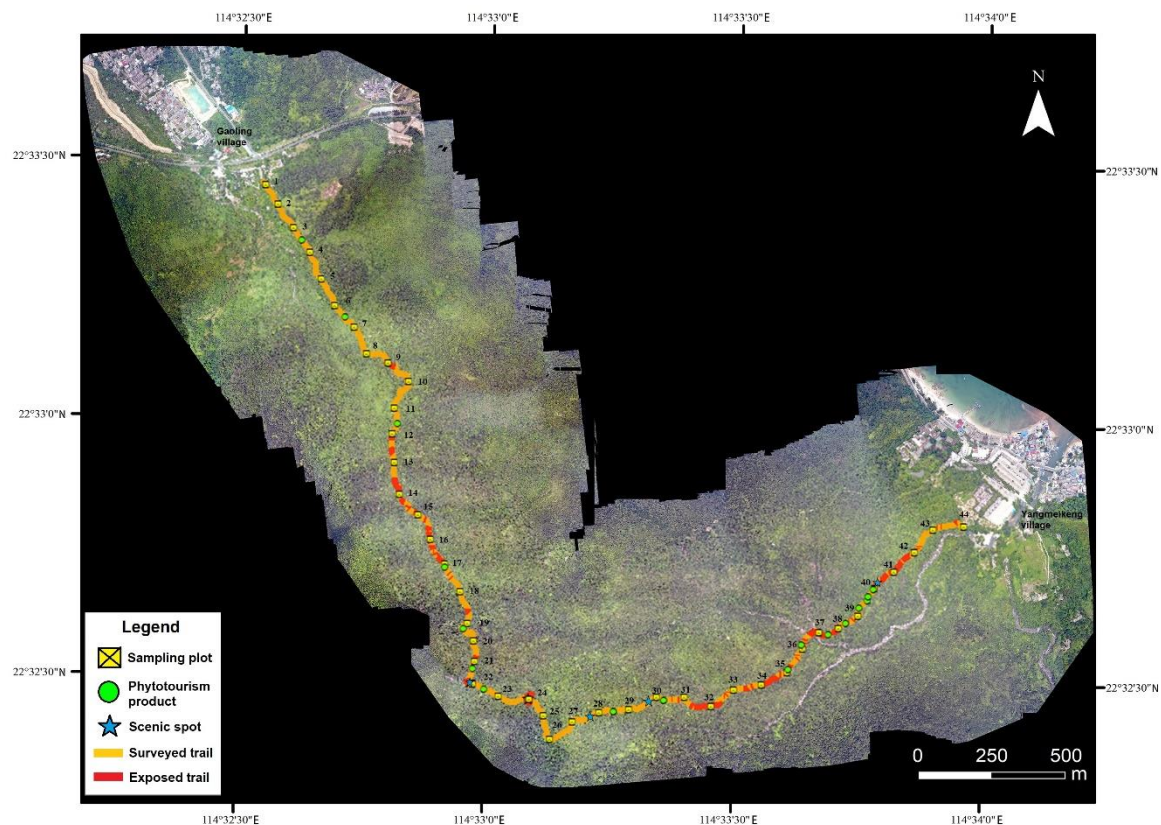 114°32'30"E 114°33'0"E 114°33'30"E 114°34'0"E
N
Gaoling
village
22°33'30"N 22°33'30"N
1
2
3
4
5
6
7
8
9
10
11
22°33'0"N 22°33'0"N
12
13
14
15
16
17
18
19
20
21
22
23
24
25
26
27
28
29
30
31
32
33
34
35
36
37
38
39
40
41
42
43
44
Yangmeikeng
village
22°32'30"N 22°32'30"N
Legend
Sampling plot
Phytotourism
product
Scenic spot
Surveyed trail
Exposed trail
0 250 500
m
114°32'30"E 114°33'0"E 114°33'30"E 114°34'0"E